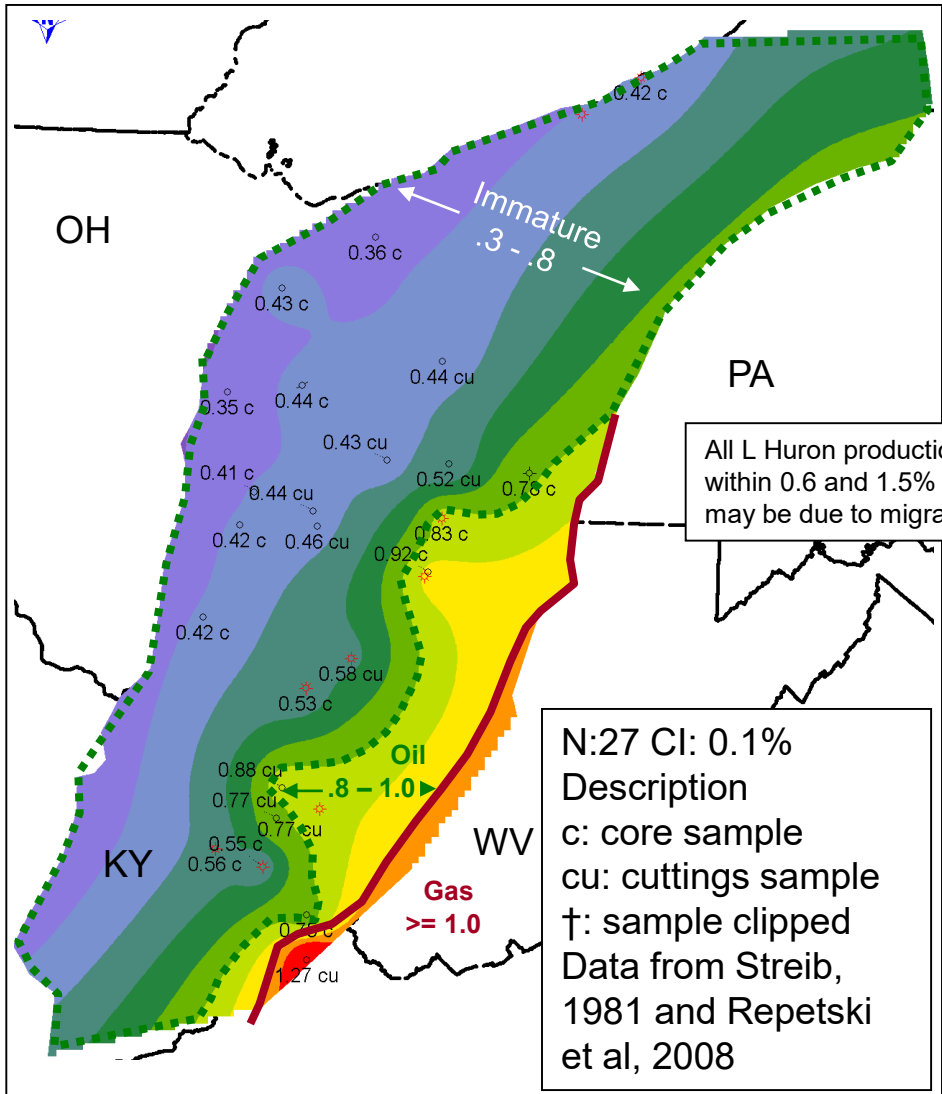 0.42 c
OH
Immature
.3 - .8
0.36 c
0.43 c
0.44 cu
PA
0.35 c
0.44 c
0.43 cu
All L Huron productio
within 0.6 and 1.5%
may be due to migra
0.41 c
0.44 cu
0.52 cu
0.78 c
0.42 c
0.46 cu
0.83 c
0.92 c
0.42 c
0.58 cu
0.53 c
0.88 cu
Oil
.8 – 1.0
0.77 cu
0.77 cu
0.55 c
0.56 c
KY
WV
Gas
>= 1.0
0.75 c
1.27 cu
N:27 CI: 0.1%
Description
c: core sample
cu: cuttings sample
†: sample clipped
Data from Streib,
1981 and Repetski
et al, 2008